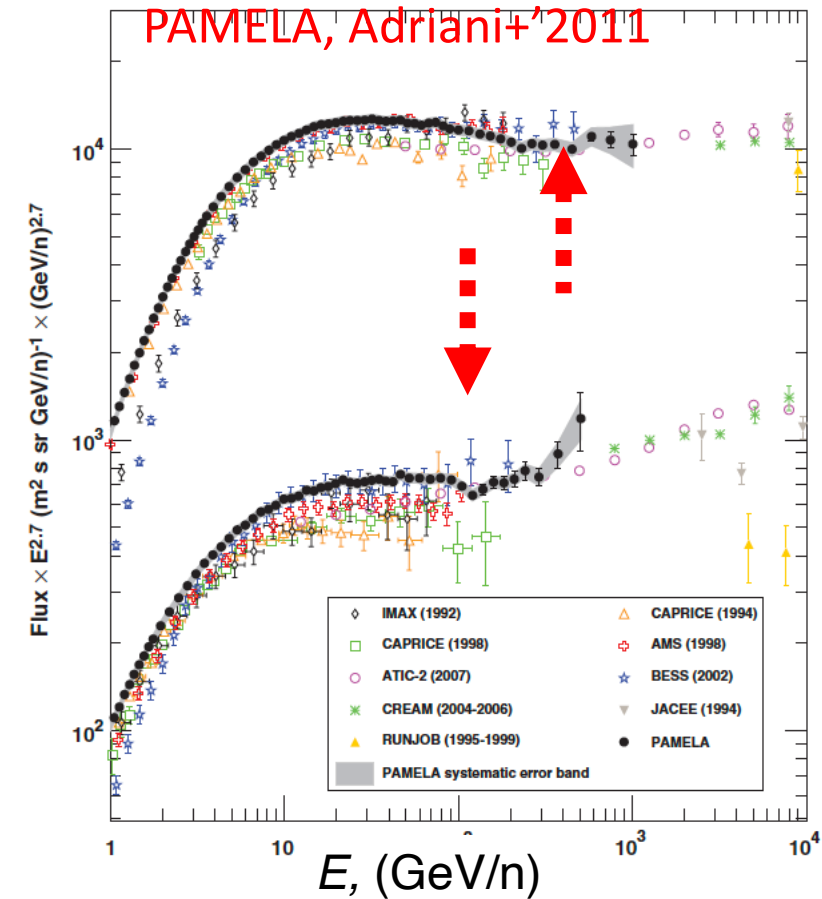 PAMELA, Adriani+’2011
10^4
10^3
10^2
Flux × E^2.7 (m^2 s sr GeV/n)^-1 × (GeV/n)^2.7
IMAX (1992)
CAPRICE (1994)
CAPRICE (1998)
AMS (1998)
ATIC-2 (2007)
BESS (2002)
CREAM (2004-2006)
JACEE (1994)
RUNJOB (1995-1999)
PAMELA
PAMELA systematic error band
1
10
10^3
10^4
E, (GeV/n)